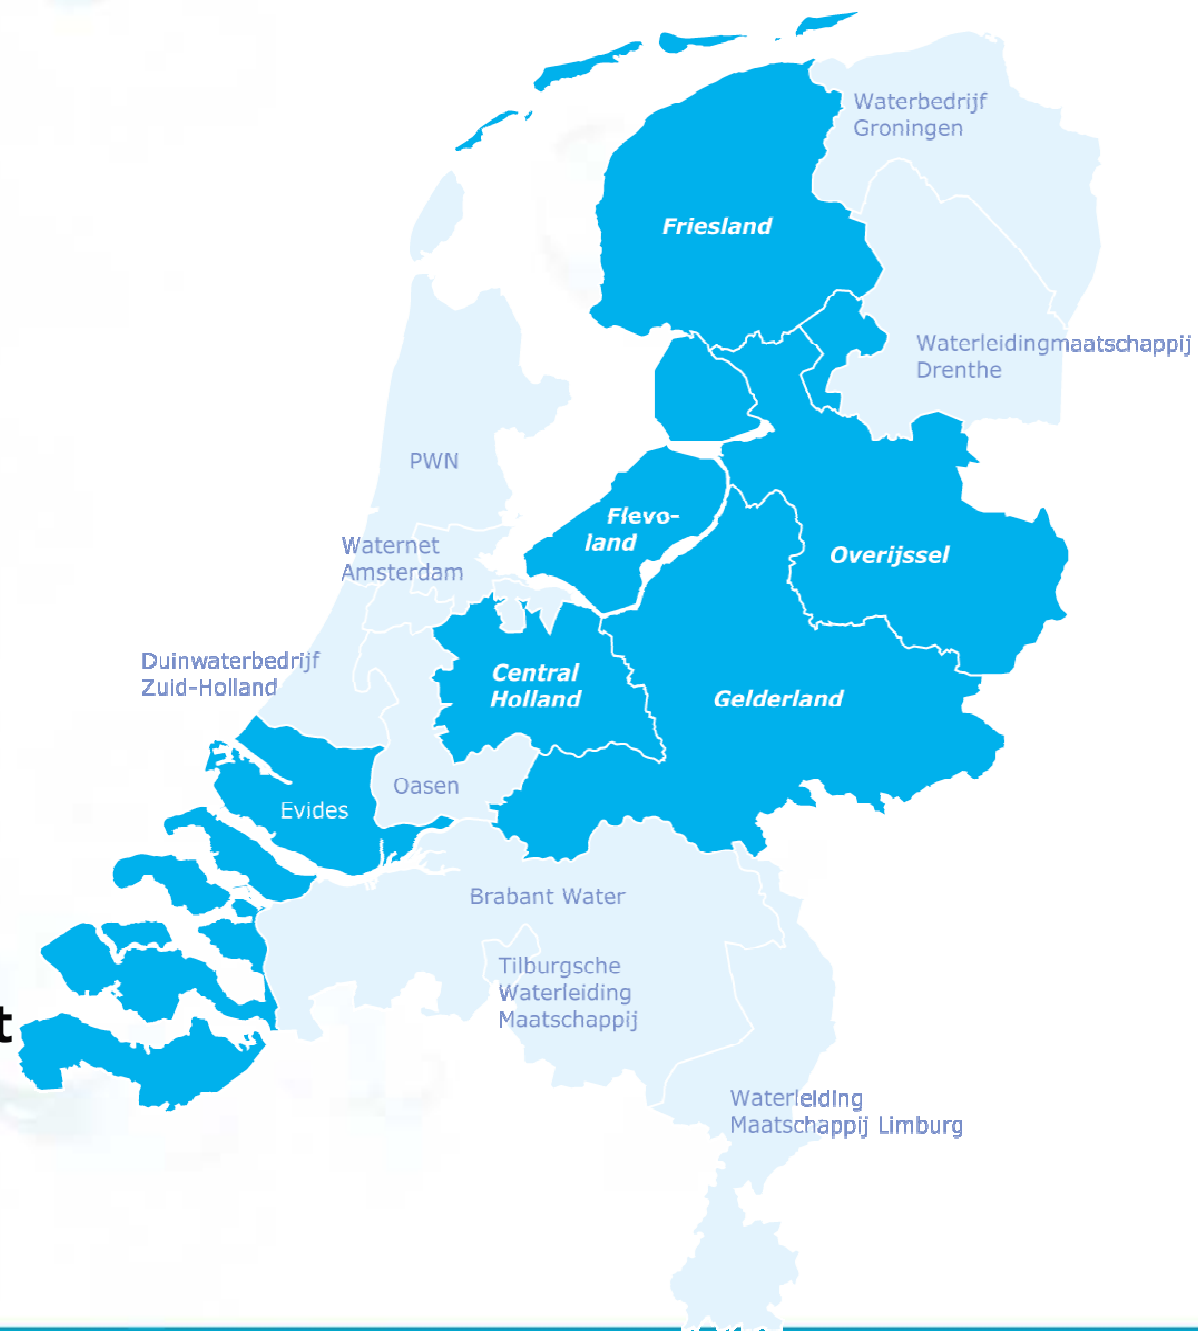 Waterbedrijf
Groningen
Friesland
Waterleidingmaatschappij
Drenthe
PWN
Flevo-
land
Waternet
Amsterdam
Overijssel
Duinwaterbedrijf
Zuid-Holland
Central
Holland
Gelderland
Oasen
Evides
Brabant Water
Tilburgsche
Waterleiding
Maatschappij
t
Waterleiding
Maatschappij Limburg